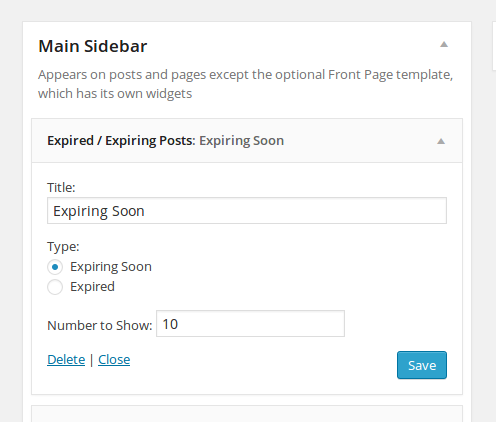 Main Sidebar
Appears on posts and pages except the optional Front Page template,
which has its own widgets
Expired / Expiring Posts: Expiring Soon
Title:
Expiring Soon
Type:
Expiring Soon
Expired
Number to Show: 10
Delete | Close
Save